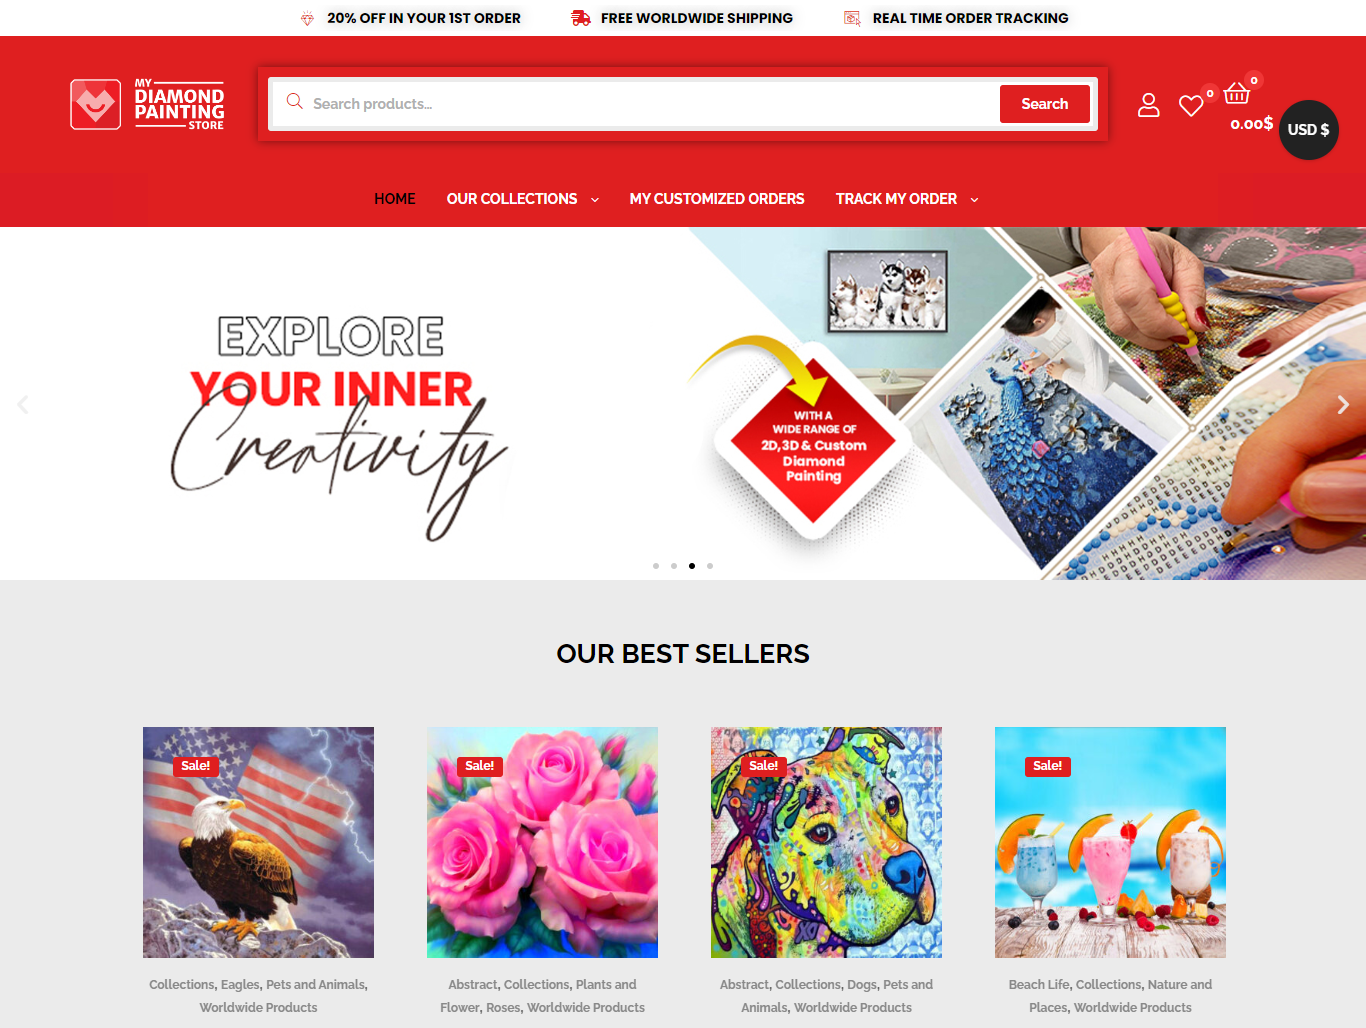 20% OFF IN YOUR 1ST ORDER
FREE WORLDWIDE SHIPPING
REAL TIME ORDER TRACKING
MY
DIAMOND
PAINTING
STORE
Search products...
Search
0
0
0.00$
USD $
HOME
OUR COLLECTIONS
MY CUSTOMIZED ORDERS
TRACK MY ORDER
EXPLORE
YOUR INNER
Creativity
WITH A
WIDE RANGE OF
2D,3D & Custom
Diamond
Painting
OUR BEST SELLERS
Sale!
Sale!
Sale!
Sale!
Collections, Eagles, Pets and Animals,
Worldwide Products
Abstract, Collections, Plants and
Flower, Roses, Worldwide Products
Abstract, Collections, Dogs, Pets and
Animals, Worldwide Products
Beach Life, Collections, Nature and
Places, Worldwide Products